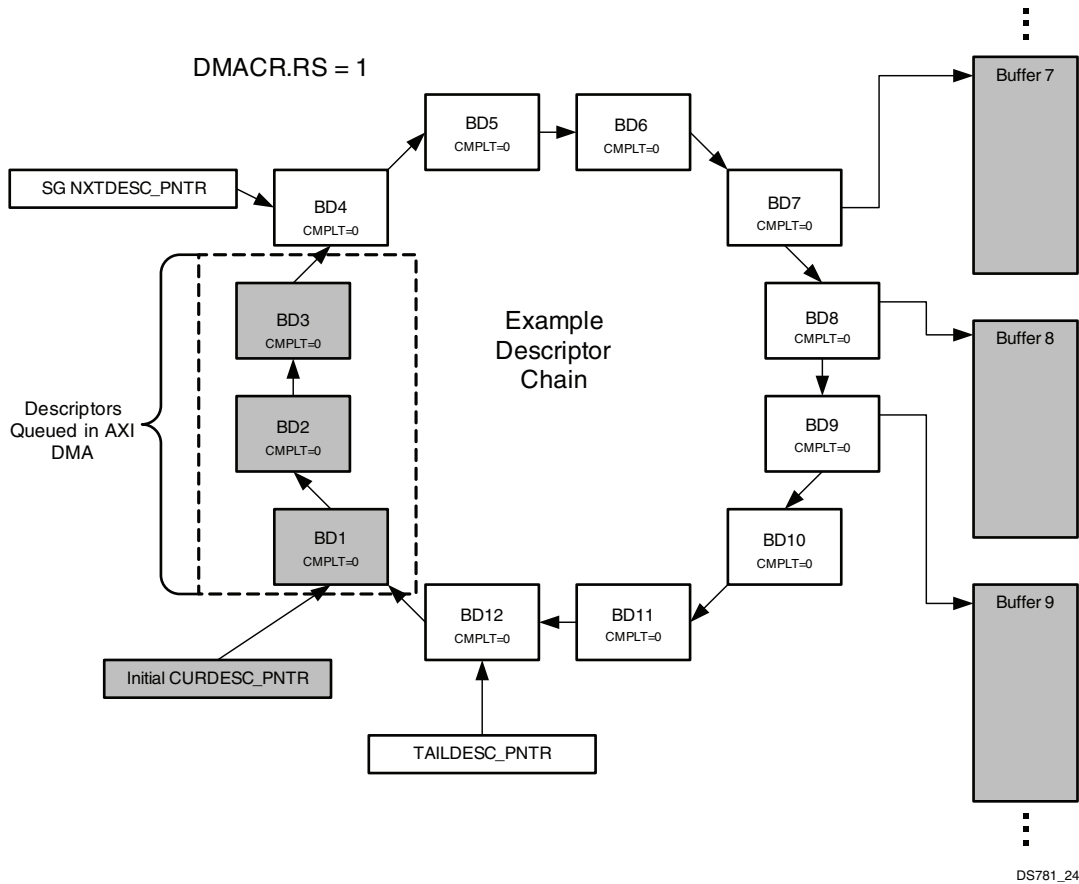 DMACR.RS = 1
BD5
CMPLT=0
BD6
CMPLT=0
Buffer 7
SG NXTDESC_PNTR
BD4
CMPLT=0
BD7
CMPLT=0
BD3
CMPLT=0
Example
Descriptor
Chain
BD8
CMPLT=0
Buffer 8
Descriptors
Queued in AXI
DMA
BD2
CMPLT=0
BD9
CMPLT=0
BD1
CMPLT=0
BD10
CMPLT=0
BD12
CMPLT=0
BD11
CMPLT=0
Buffer 9
Initial CURDESC_PNTR
TAILDESC_PNTR
DS781_24